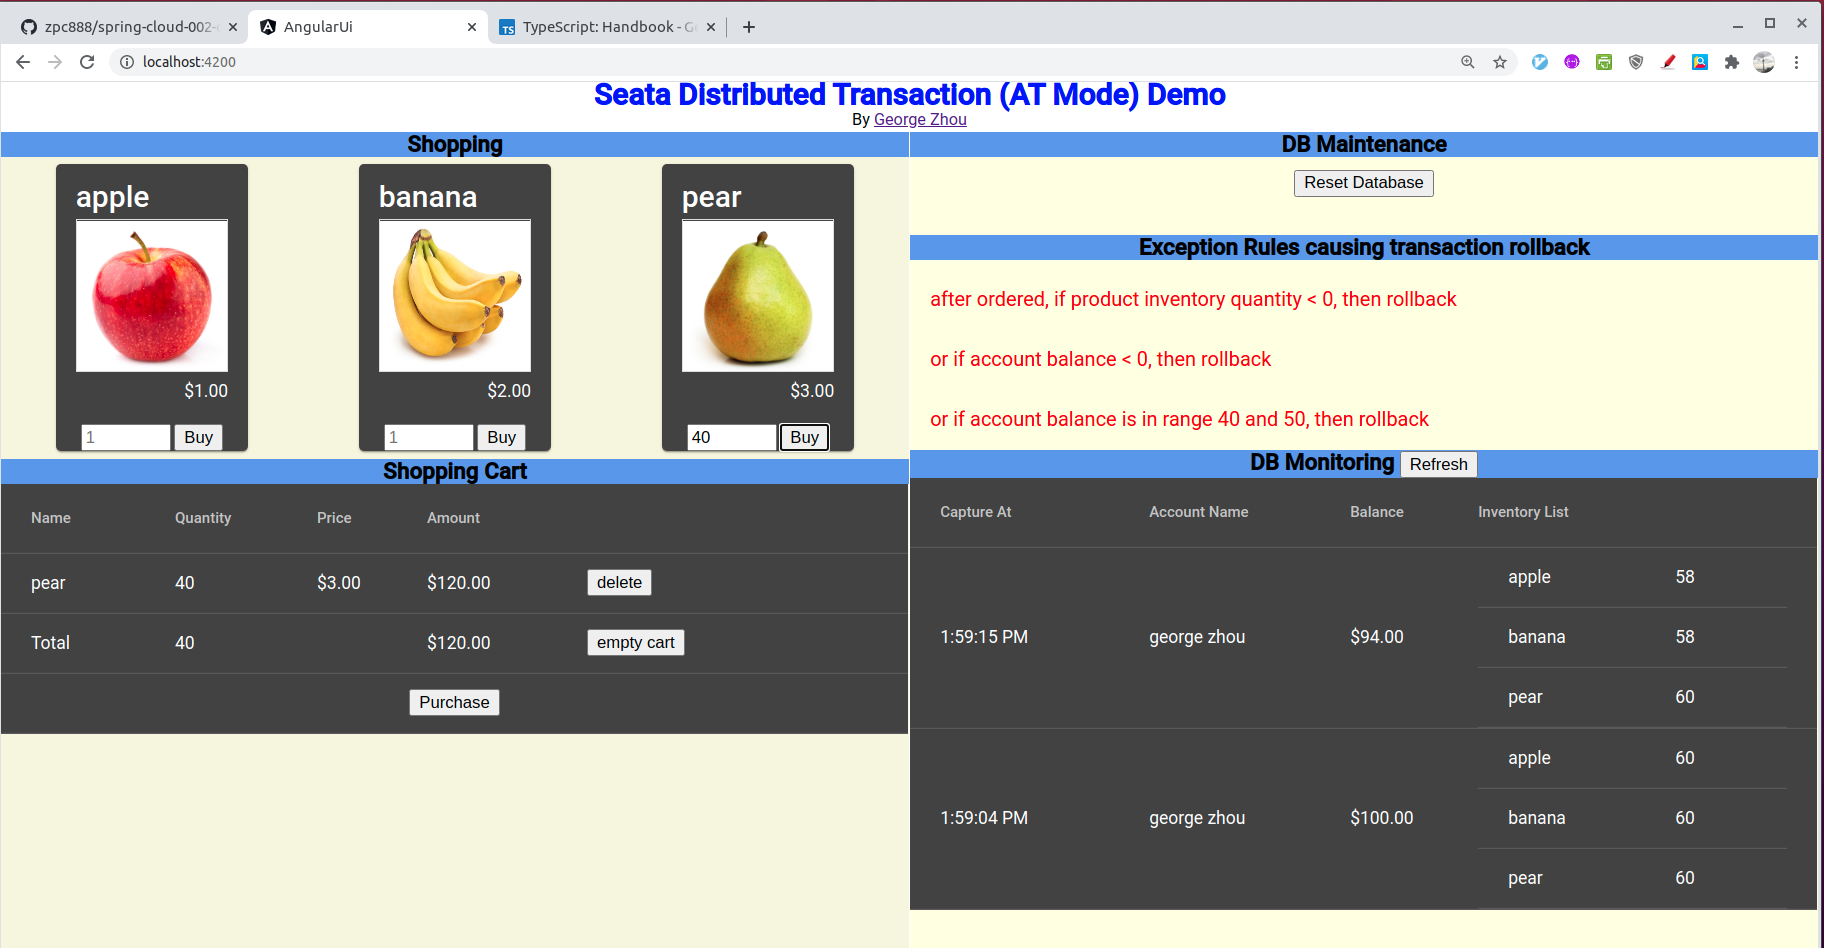 zpc888/spring-cloud-002-
AngularUi
TypeScript: Handbook - Ge
localhost:4200
Seata Distributed Transaction (AT Mode) Demo
By George Zhou
Shopping
apple
banana
pear
$1.00
$2.00
$3.00
1 Buy
1 Buy
40 Buy
Shopping Cart
Name Quantity Price Amount
pear 40 $3.00 $120.00 delete
Total 40 $120.00 empty cart
Purchase
DB Maintenance
Reset Database
Exception Rules causing transaction rollback
after ordered, if product inventory quantity < 0, then rollback
or if account balance < 0, then rollback
or if account balance is in range 40 and 50, then rollback
DB Monitoring Refresh
Capture At Account Name Balance Inventory List
apple 58
1:59:15 PM george zhou $94.00 banana 58
pear 60
apple 60
1:59:04 PM george zhou $100.00 banana 60
pear 60